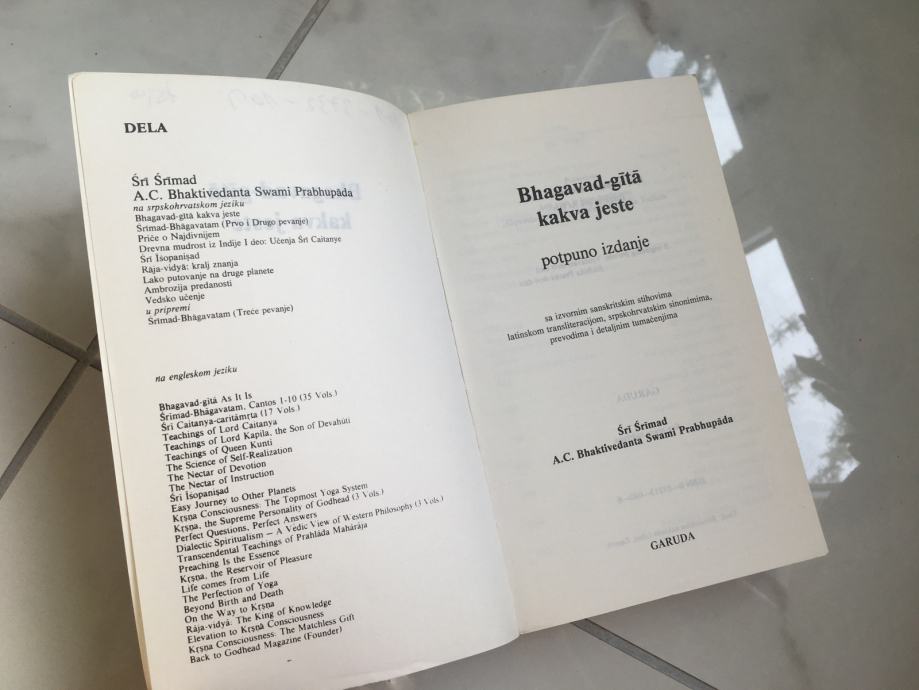 DELA
Śrī Śrīmad
A.C. Bhaktivedanta Swami Prabhupāda
na srpskohrvatskom jeziku
Bhagavad-gītā kakva jeste
Śrīmad-Bhāgavatam (Prvo i Drugo pevanje)
Priče o Najdivnijem
Drevna mudrost iz Indije I deo: Učenja Śrī Caitanye
Śrī Īsopaniṣad
Rāja-vidyā: kralj znanja
Lako putovanje na druge planete
Ambrozija predanosti
Vedsko učenje
u pripremi
Śrīmad-Bhāgavatam (Treće pevanje)
na engleskom jeziku
Bhagavad-gītā As It Is
Śrīmad-Bhāgavatam, Cantos 1-10 (35 Vols.)
Śrī Caitanya-caritāmṛta (17 Vols.)
Teachings of Lord Caitanya
Teachings of Lord Kapila, the Son of Devahūti
Teachings of Queen Kuntī
The Science of Self-Realization
The Nectar of Devotion
The Nectar of Instruction
Śrī Īsopaniṣad
Easy Journey to Other Planets
Kṛṣṇa Consciousness: The Topmost Yoga System
Kṛṣṇa, the Supreme Personality of Godhead (3 Vols.)
Perfect Questions, Perfect Answers
Dialectic Spiritualism — A Vedic View of Western Philosophy (3 Vols.)
Transcendental Teachings of Prahlāda Mahārāja
Preaching Is the Essence
Kṛṣṇa, the Reservoir of Pleasure
Life comes from Life
The Perfection of Yoga
Beyond Birth and Death
On the Way to Kṛṣṇa
Rāja-vidyā: The King of Knowledge
Elevation to Kṛṣṇa Consciousness
Kṛṣṇa Consciousness: The Matchless Gift
Back to Godhead Magazine (Founder)
Bhagavad-gītā
kakva jeste
potpuno izdanje
sa izvornim sanskritskim stihovima
latinskom transliteracijom, srpskohrvatskim sinonimima,
prevodima i detaljnim tumačenjima
Śrī Śrīmad
A.C. Bhaktivedanta Swami Prabhupāda
GARUDA